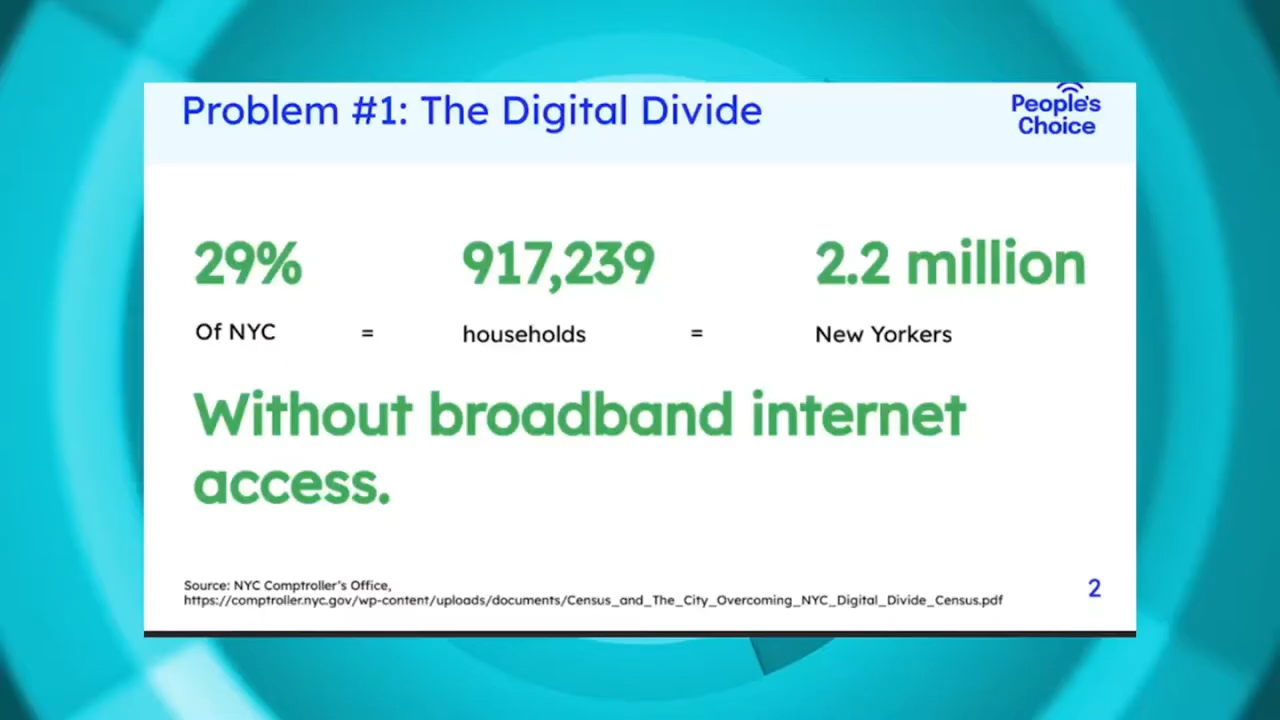 Problem #1: The Digital Divide
People's
Choice
29%
917,239
2.2 million
Of NYC
=
households
=
New Yorkers
Without broadband internet
access.
Source: NYC Comptroller's Office,
https://comptroller.nyc.gov/wp-content/uploads/documents/Census_and_The_City_Overcoming_NYC_Digital_Divide_Census.pdf
2